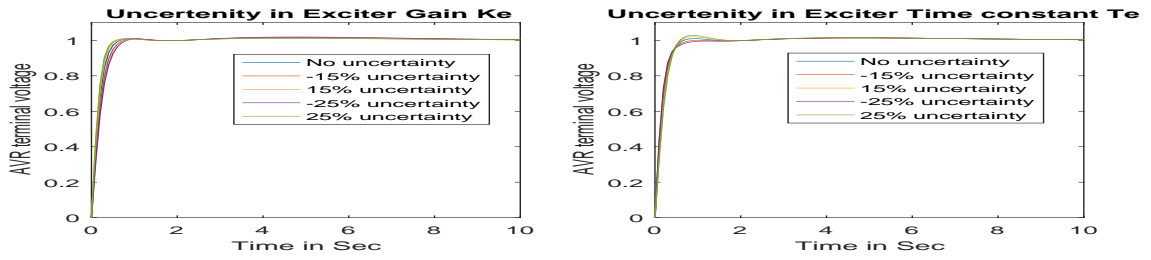 Uncertenity in Exciter Gain Ke
AVR terminal voltage
1
0.8
0.6
0.4
0.2
0
No uncertainty
-15% uncertainty
15% uncertainty
-25% uncertainty
25% uncertainty
0 2 4 6 8 10
Time in Sec
Uncertenity in Exciter Time constant Te
AVR terminal voltage
1
0.8
0.6
0.4
0.2
0
No uncertainty
-15% uncertainty
15% uncertainty
-25% uncertainty
25% uncertainty
0 2 4 6 8 10
Time in Sec